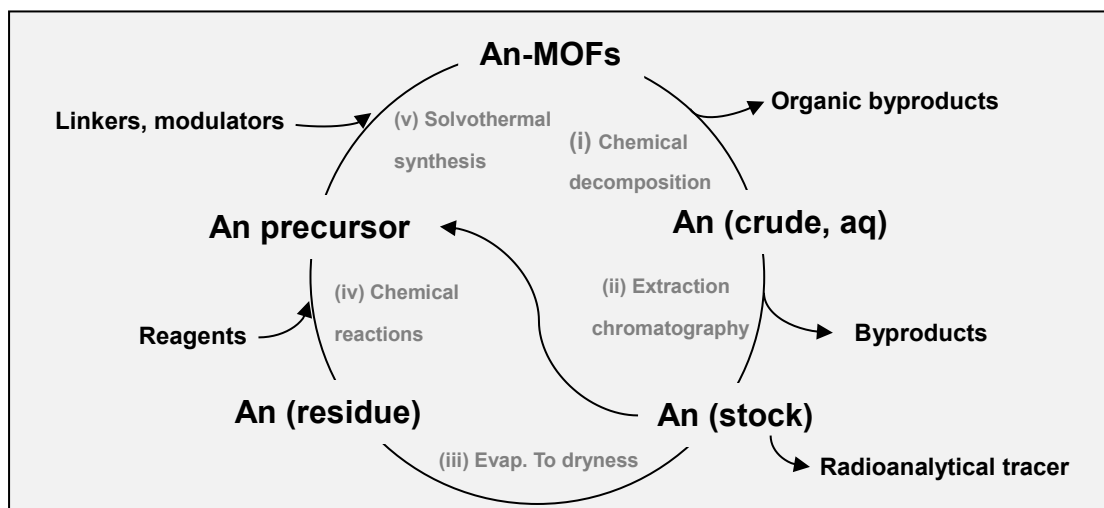 An-MOFs
Organic byproducts
Linkers, modulators
(v) Solvothermal
synthesis
(i) Chemical
decomposition
An precursor
An (crude, aq)
(iv) Chemical
reactions
(ii) Extraction
chromatography
Reagents
Byproducts
An (residue)
An (stock)
(iii) Evap. To dryness
Radioanalytical tracer